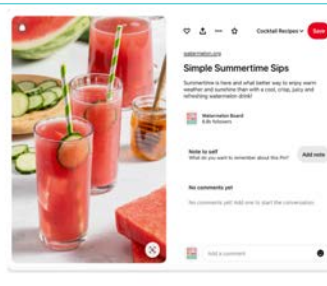 Cocktail Recipes
Save
watermelon.org
Simple Summertime Sips
Summertime is here and what better way to enjoy warm
weather and sunshine than with a cool, crisp, juicy and
refreshing watermelon drink!
Watermelon Board
6.8k followers
Note to self
What do you want to remember about this Pin?
Add note
No comments yet
No comments yet! Add one to start the conversation.
Add a comment